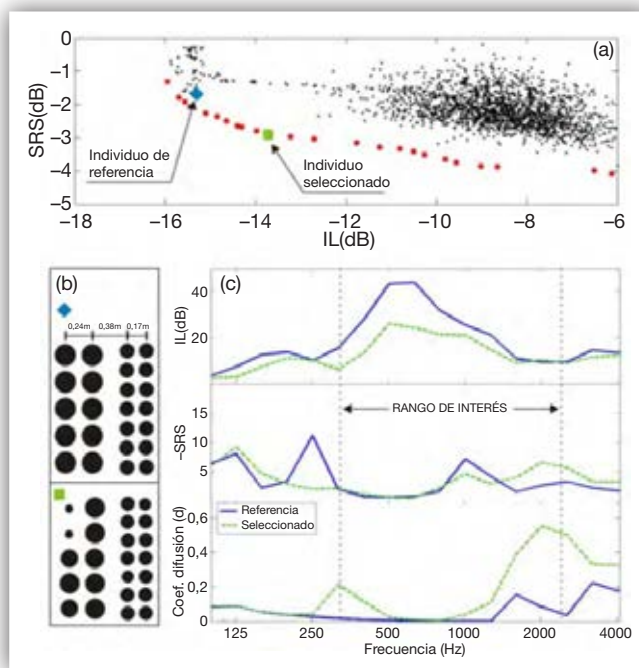 (a)
SRS(dB)
0
−1
−2
−3
−4
−5
Individuo de
referencia
Individuo
seleccionado
−18
−16
−14
−12
−10
−8
−6
IL(dB)
(b)
0,24m
0,38m
0,17m
(c)
IL(dB)
40
20
RANGO DE INTERÉS
−SRS
15
10
5
Referencia
Seleccionado
Coef. difusión (d)
0,6
0,4
0,2
0
125
250
500
1000
2000
4000
Frecuencia (Hz)